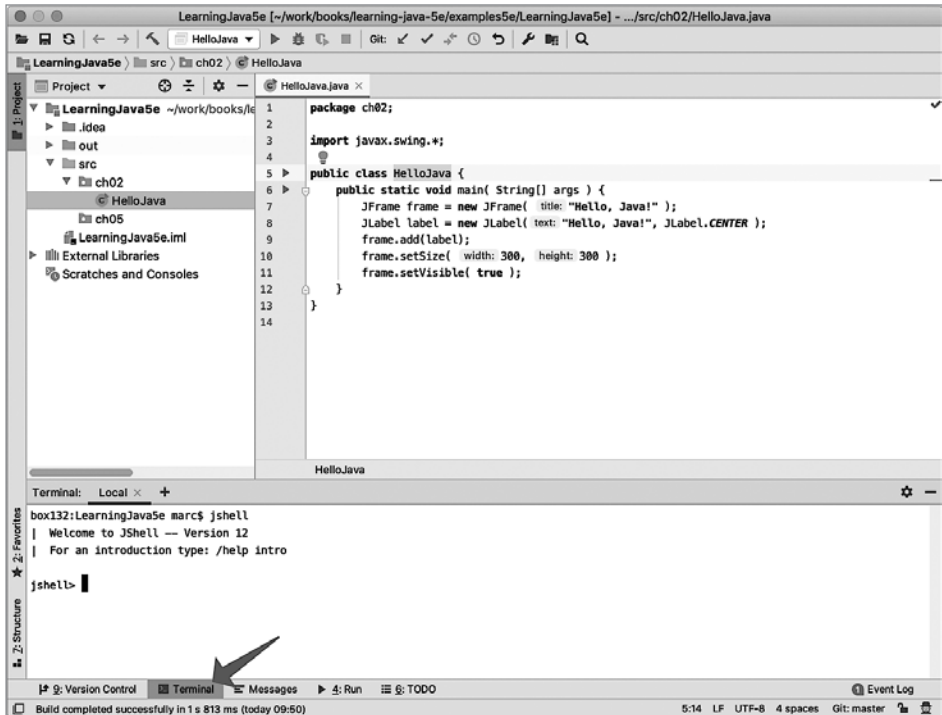 LearningJava5e [~/work/books/learning-java-5e/examples5e/LearningJava5e] - .../src/ch02/HelloJava.java
HelloJava
Git:
LearningJava5e
src
ch02
HelloJava
1: Project
Project
LearningJava5e ~/work/books/le
.idea
out
src
ch02
HelloJava
ch05
LearningJava5e.iml
External Libraries
Scratches and Consoles
HelloJava.java ×
1 package ch02;
2
3 import javax.swing.*;
4
5 public class HelloJava {
6 public static void main( String[] args ) {
7 JFrame frame = new JFrame( title: "Hello, Java!" );
8 JLabel label = new JLabel( text: "Hello, Java!", JLabel.CENTER );
9 frame.add(label);
10 frame.setSize( width: 300, height: 300 );
11 frame.setVisible( true );
12 }
13 }
14
HelloJava
Terminal: Local × +
box132:LearningJava5e marc$ jshell
| Welcome to JShell -- Version 12
| For an introduction type: /help intro
jshell>
2: Favorites
7: Structure
9: Version Control
Terminal
Messages
4: Run
6: TODO
Event Log
Build completed successfully in 1 s 813 ms (today 09:50)
5:14 LF UTF-8 4 spaces Git: master